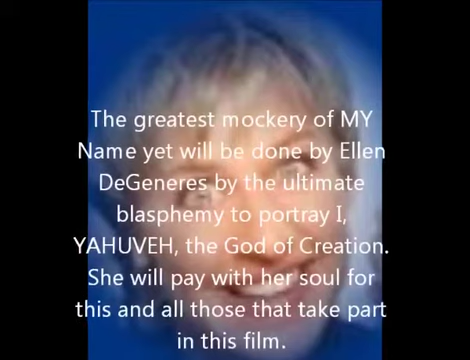 The greatest mockery of MY
Name yet will be done by Ellen
DeGeneres by the ultimate
blasphemy to portray I,
YAHUVEH, the God of Creation.
She will pay with her soul for
this and all those that take part
in this film.